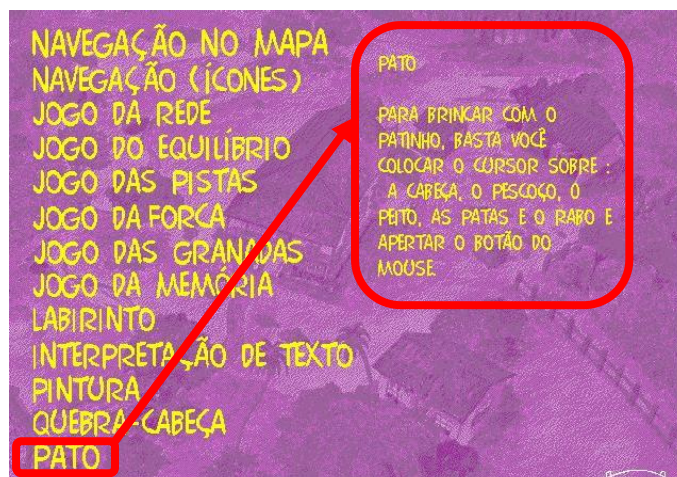 NAVEGAÇÃO NO MAPA
NAVEGAÇÃO (ÍCONES)
JOGO DA REDE
JOGO DO EQUILÍBRIO
JOGO DAS PISTAS
JOGO DA FORCA
JOGO DAS GRANADAS
JOGO DA MEMÓRIA
LABIRINTO
INTERPRETAÇÃO DE TEXTO
PINTURA
QUEBRA-CABEÇA
PATO
PATO
PARA BRINCAR COM O
PATINHO, BASTA VOCÊ
COLOCAR O CURSOR SOBRE :
A CABEÇA, O PESCOÇO, O
PEITO, AS PATAS E O RABO E
APERTAR O BOTÃO DO
MOUSE.